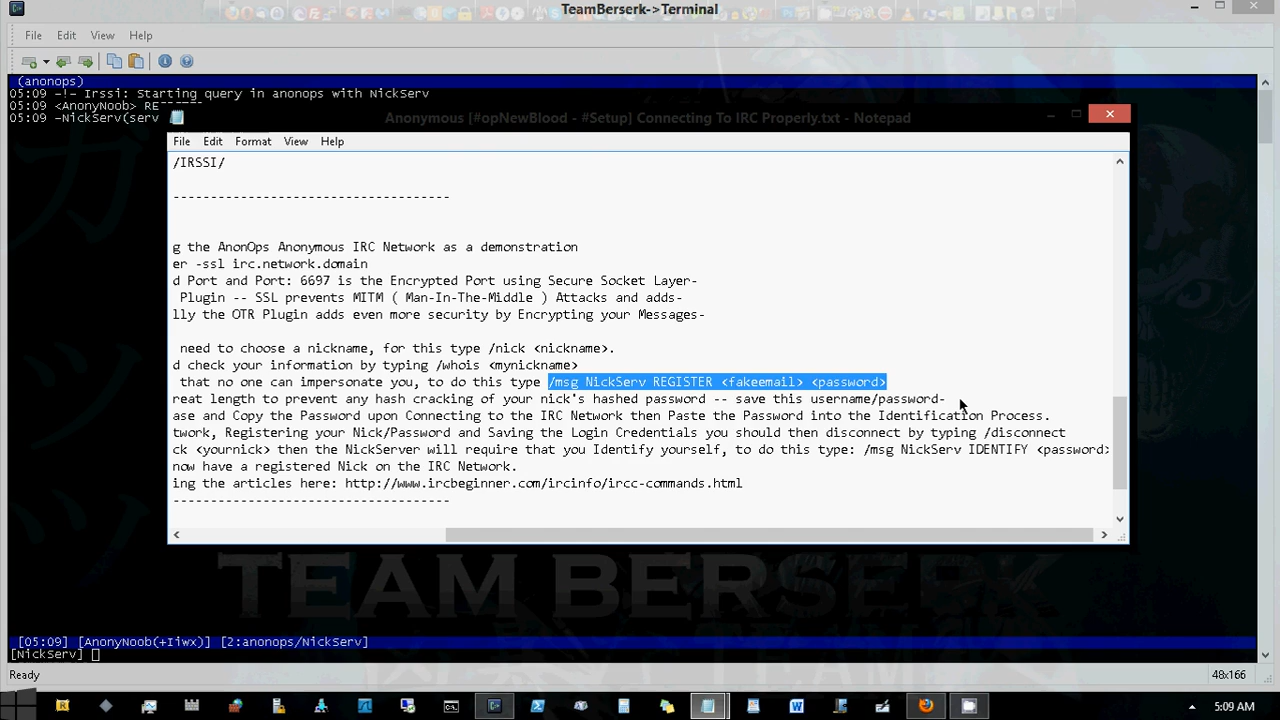 TeamBerserk->Terminal
File Edit View Help
(anonops)
05:09 -!- Irssi: Starting query in anonops with NickServ
05:09 <AnonyNoob>
05:09 -NickServ(serv
Anonymous [#opNewBlood - #Setup] Connecting To IRC Properly.txt - Notepad
File Edit Format View Help
/IRSSI/
-----------------------------------
g the AnonOps Anonymous IRC Network as a demonstration
er -ssl irc.network.domain
d Port and Port: 6697 is the Encrypted Port using Secure Socket Layer-
Plugin -- SSL prevents MITM ( Man-In-The-Middle ) Attacks and adds-
lly the OTR Plugin adds even more security by Encrypting your Messages-
need to choose a nickname, for this type /nick <nickname>.
d check your information by typing /whois <mynickname>
that no one can impersonate you, to do this type /msg NickServ REGISTER <fakeemail> <password>
reat length to prevent any hash cracking of your nick's hashed password -- save this username/password-
ase and Copy the Password upon Connecting to the IRC Network then Paste the Password into the Identification Process.
twork, Registering your Nick/Password and Saving the Login Credentials you should then disconnect by typing /disconnect
ck <yournick> then the NickServer will require that you Identify yourself, to do this type: /msg NickServ IDENTIFY <password>
now have a registered Nick on the IRC Network.
ing the articles here: http://www.ircbeginner.com/ircinfo/ircc-commands.html
-----------------------------------
TEAM BERSERK
[05:09] [AnonyNoob(+Iiwx)] [2:anonops/NickServ]
[NickServ]
Ready 48x166
5:09 AM